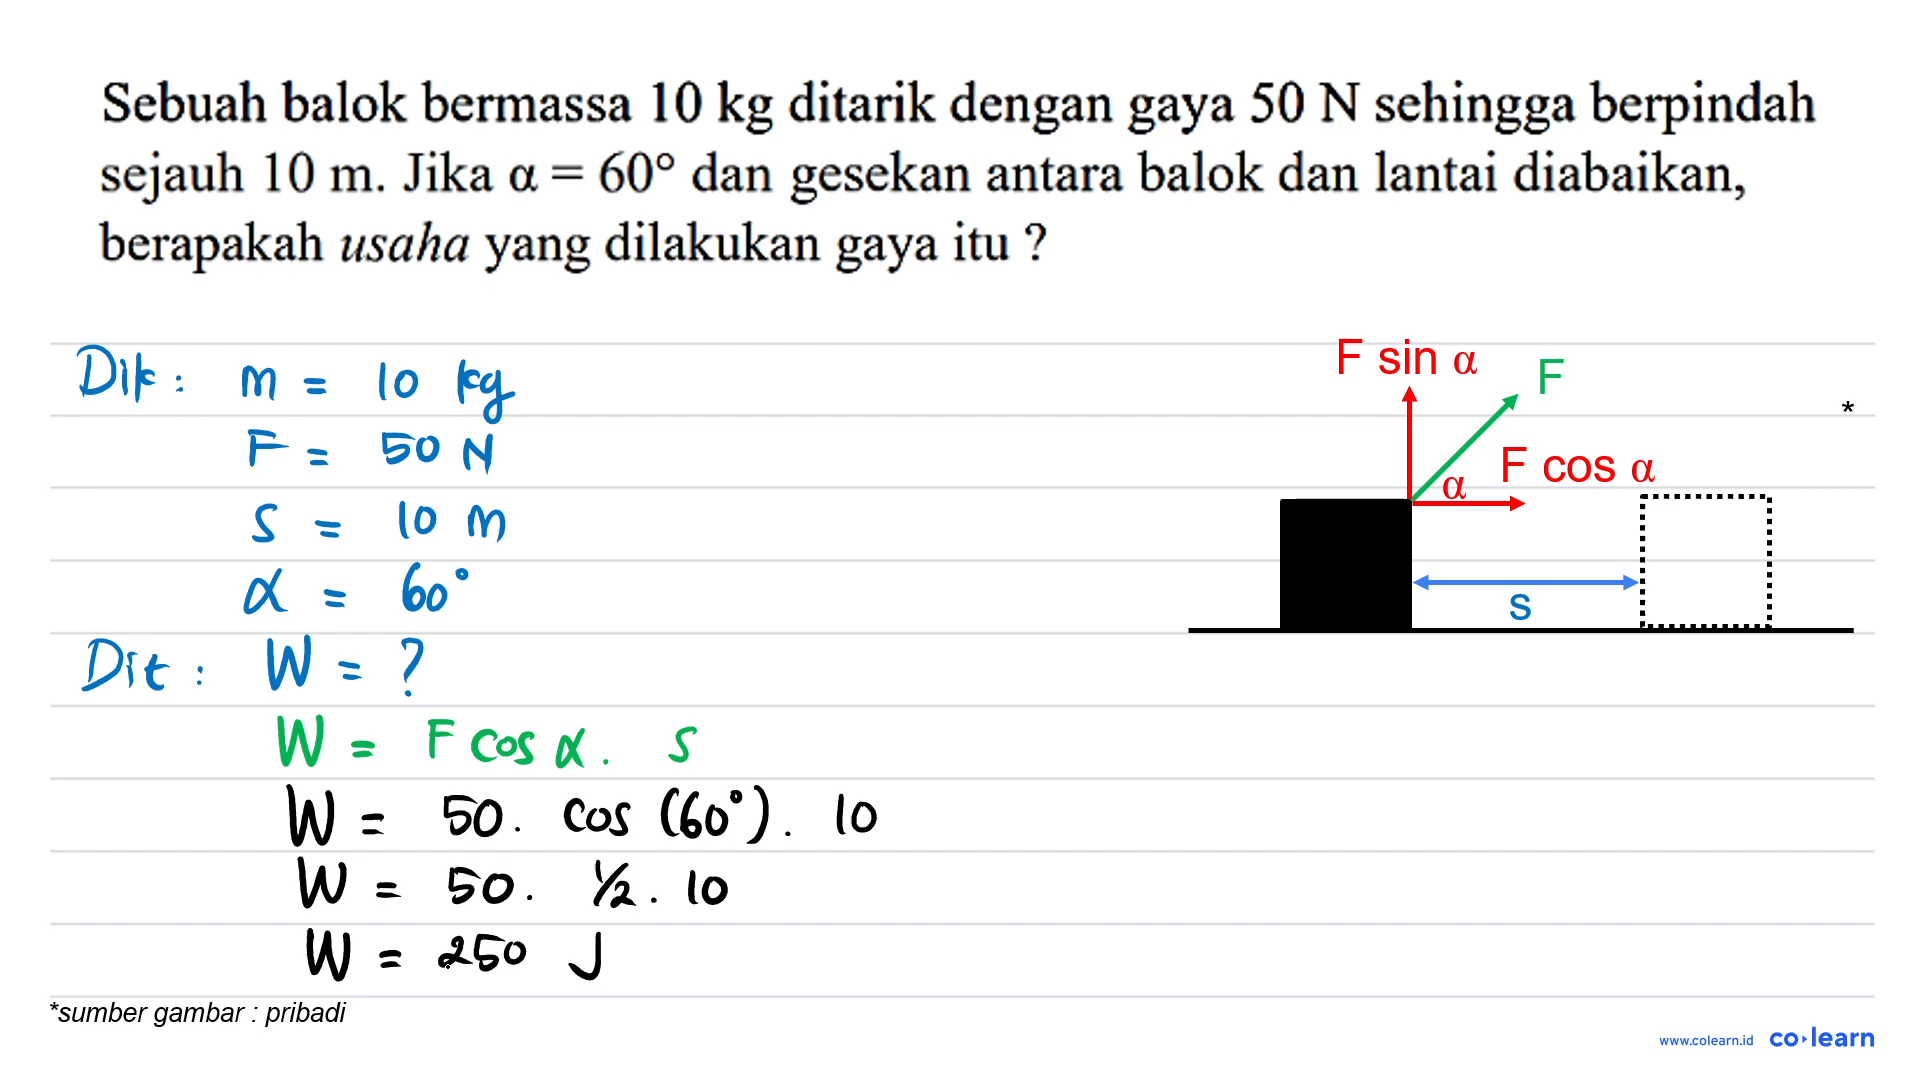 Sebuah balok bermassa 10 kg ditarik dengan gaya 50 N sehingga berpindah
sejauh 10 m. Jika α = 60° dan gesekan antara balok dan lantai diabaikan,
berapakah usaha yang dilakukan gaya itu ?
Dik : m = 10 kg
F = 50 N
s = 10 m
α = 60°
Dit : W = ?
W = F cos α . s
W = 50 . cos (60°) . 10
W = 50 . 1/2 . 10
W = 250 J
F sin α
F
*
F cos α
α
s
*sumber gambar : pribadi
www.colearn.id co·learn